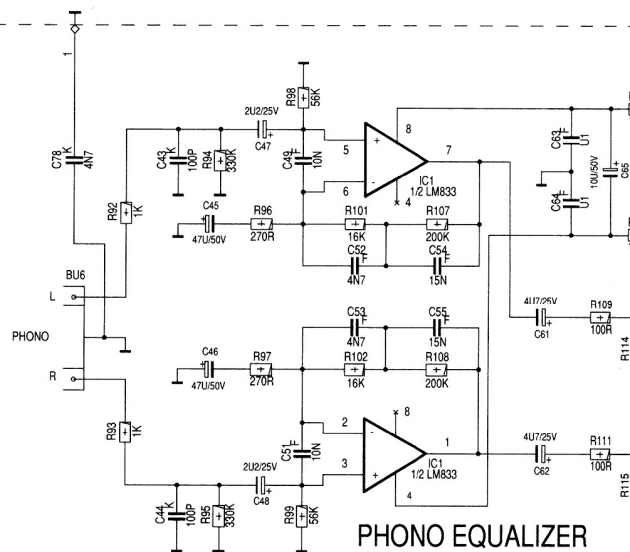 1
C78 K
4N7
R98
56K
2U2/25V
C47
C43 K
100P
R94
330K
C49 F
10N
5
6
8
7
4
IC1
1/2 LM833
C63 F
U1
C64 F
U1
10U/50V
C65
R92
1K
C45
47U/50V
R96
270R
R101
16K
R107
200K
C52 F
4N7
C54 F
15N
BU6
L
PHONO
R
4U7/25V
C61
R109
100R
R114
C53 F
4N7
C55 F
15N
C46
47U/50V
R97
270R
R102
16K
R108
200K
R93
1K
2
3
8
1
4
IC1
1/2 LM833
C51 F
10N
2U2/25V
C48
4U7/25V
C62
R111
100R
R115
C44 K
100P
R95
330K
R99
56K
PHONO EQUALIZER